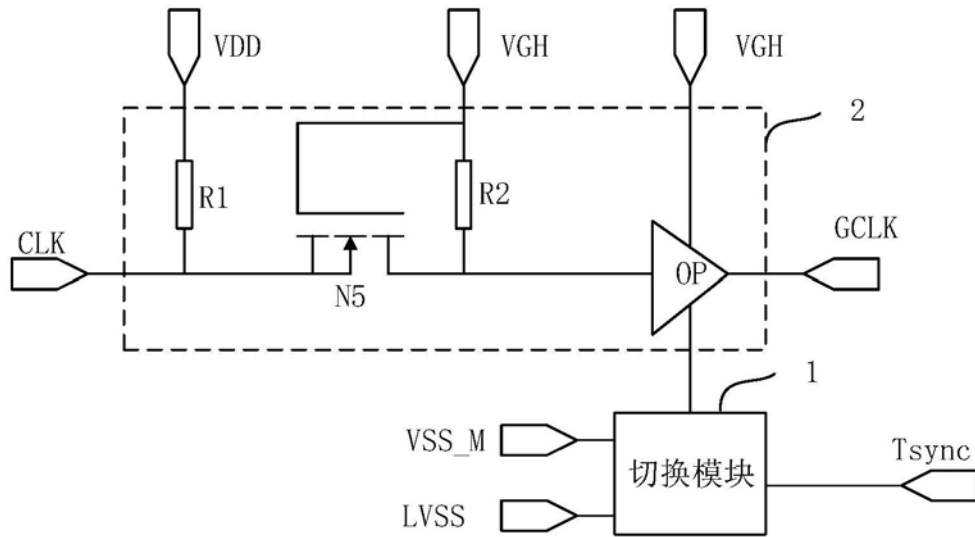 VDD
VGH
VGH
2
R1
R2
CLK
GCLK
OP
N5
1
VSS_M
切换模块
Tsync
LVSS